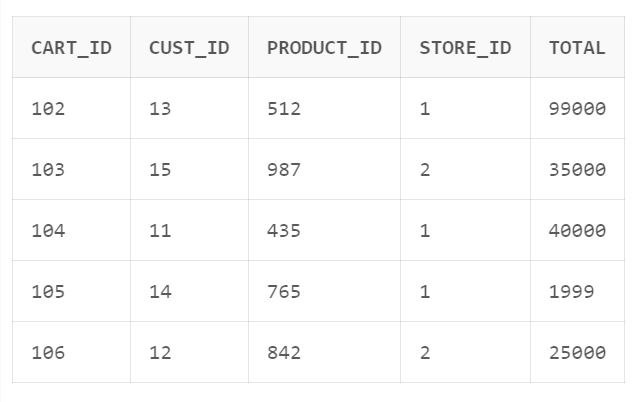 CART_ID CUST_ID PRODUCT_ID STORE_ID TOTAL
102 13 512 1 99000
103 15 987 2 35000
104 11 435 1 40000
105 14 765 1 1999
106 12 842 2 25000